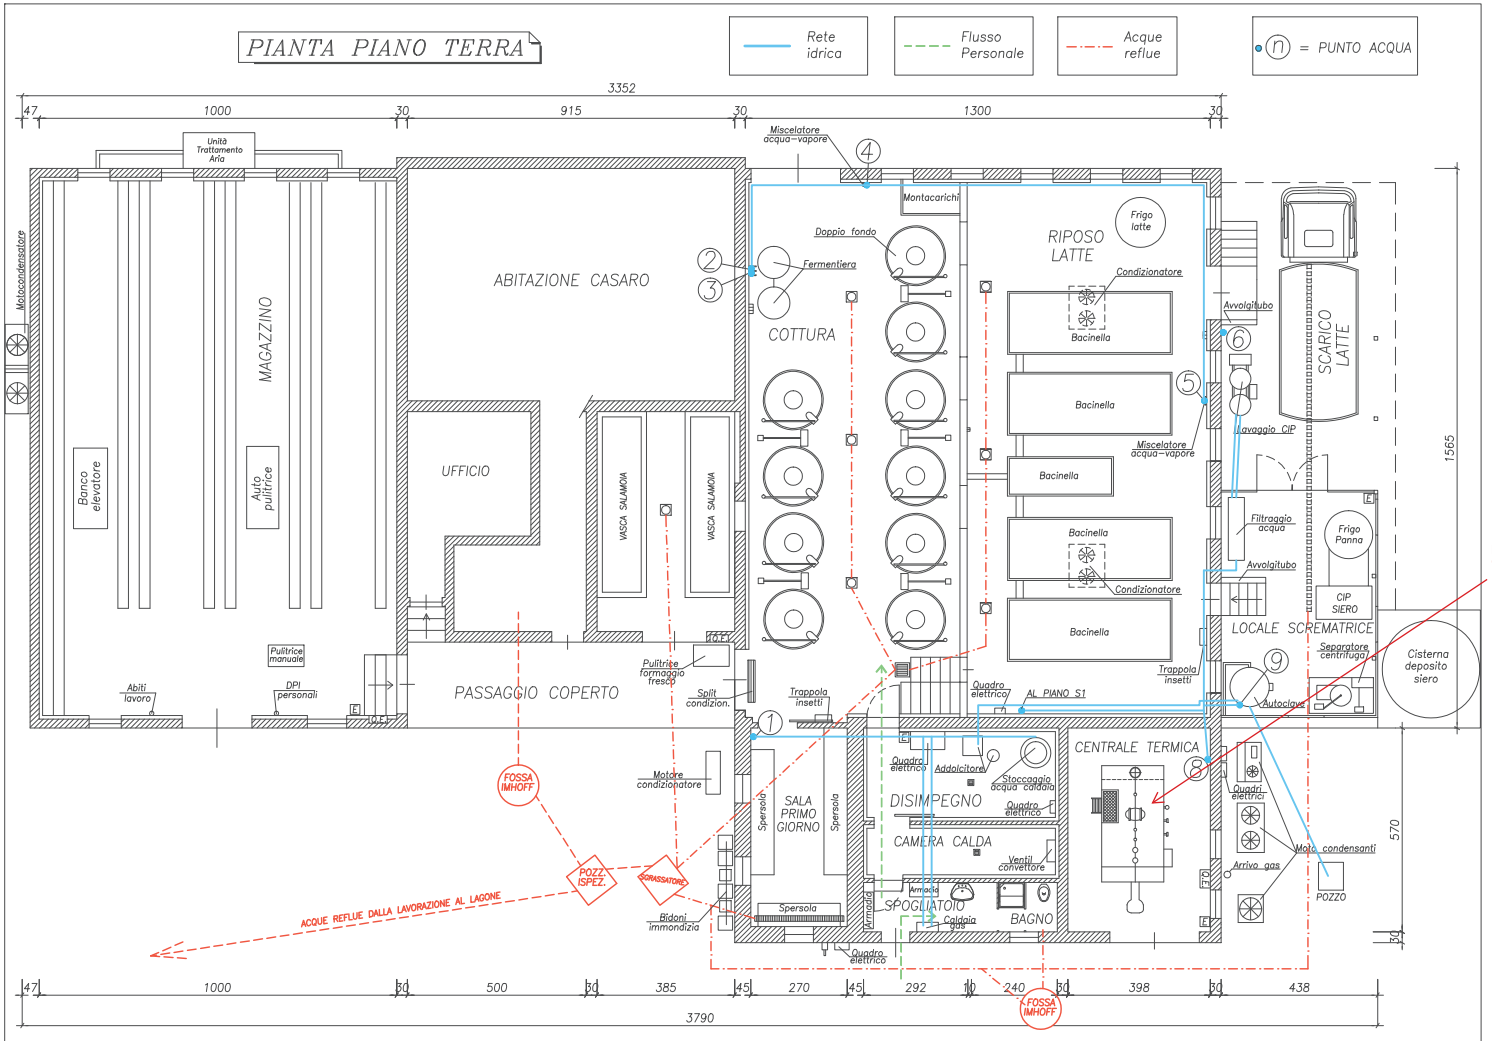 PIANTA PIANO TERRA
Rete
idrica
Flusso
Personale
Acque
reflue
n = PUNTO ACQUA
3352
47
1000
30
915
30
1300
30
Unità
Trattamento
Aria
Miscelatore
acqua-vapore
4
Montacarichi
Frigo
latte
Doppio fondo
RIPOSO
LATTE
Motocondensatore
2
3
Fermentiera
ABITAZIONE CASARO
Condizionatore
MAGAZZINO
COTTURA
Avvolgitubo
Bacinella
6
SCARICO
LATTE
5
Bacinella
Lavaggio CIP
Miscelatore
acqua-vapore
1565
UFFICIO
Banco
elevatore
Auto
pulitrice
VASCA SALAMOIA
VASCA SALAMOIA
Bacinella
E
Filtraggio
acqua
Frigo
Panna
Bacinella
Avvolgitubo
Condizionatore
CIP
SIERO
Bacinella
LOCALE SCREMATRICE
Q.E.
Pulitrice
manuale
Pulitrice
formaggio
fresco
Separatore
centrifuga
Cisterna
deposito
siero
9
Trappola
insetti
Abiti
lavoro
DPI
personali
PASSAGGIO COPERTO
Split
condizion.
Trappola
insetti
Quadro
elettrico
AL PIANO S1
Autoclave
E
Q.E.
1
E
CENTRALE TERMICA
Quadro
elettrico
Addolcitore
Stoccaggio
acqua caldaia
8
FOSSA
IMHOFF
Motore
condizionatore
Spersola
SALA
PRIMO
GIORNO
Spersola
DISIMPEGNO
Quadro
elettrico
Quadri
elettrici
570
CAMERA CALDA
Moto condensanti
Ventil
convettore
Arrivo gas
POZZ.
ISPEZ.
SGRASSATORE
Armadio
Q.E.
POZZO
ACQUE REFLUE DALLA LAVORAZIONE AL LAGONE
Armadio
SPOGLIATOIO
Spersola
Bidoni
immondizia
BAGNO
Caldaia
gas
E
30
Quadro
elettrico
47
1000
30
500
30
385
45
270
45
292
10
240
30
398
30
438
FOSSA
IMHOFF
3790